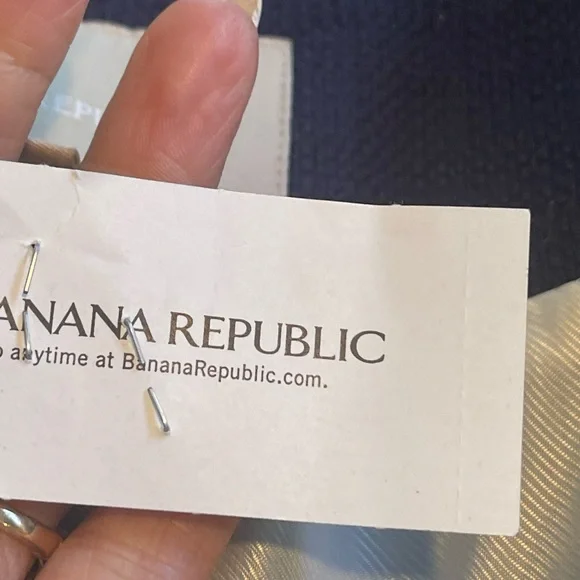 ANANA REPUBLIC
o anytime at BananaRepublic.com.